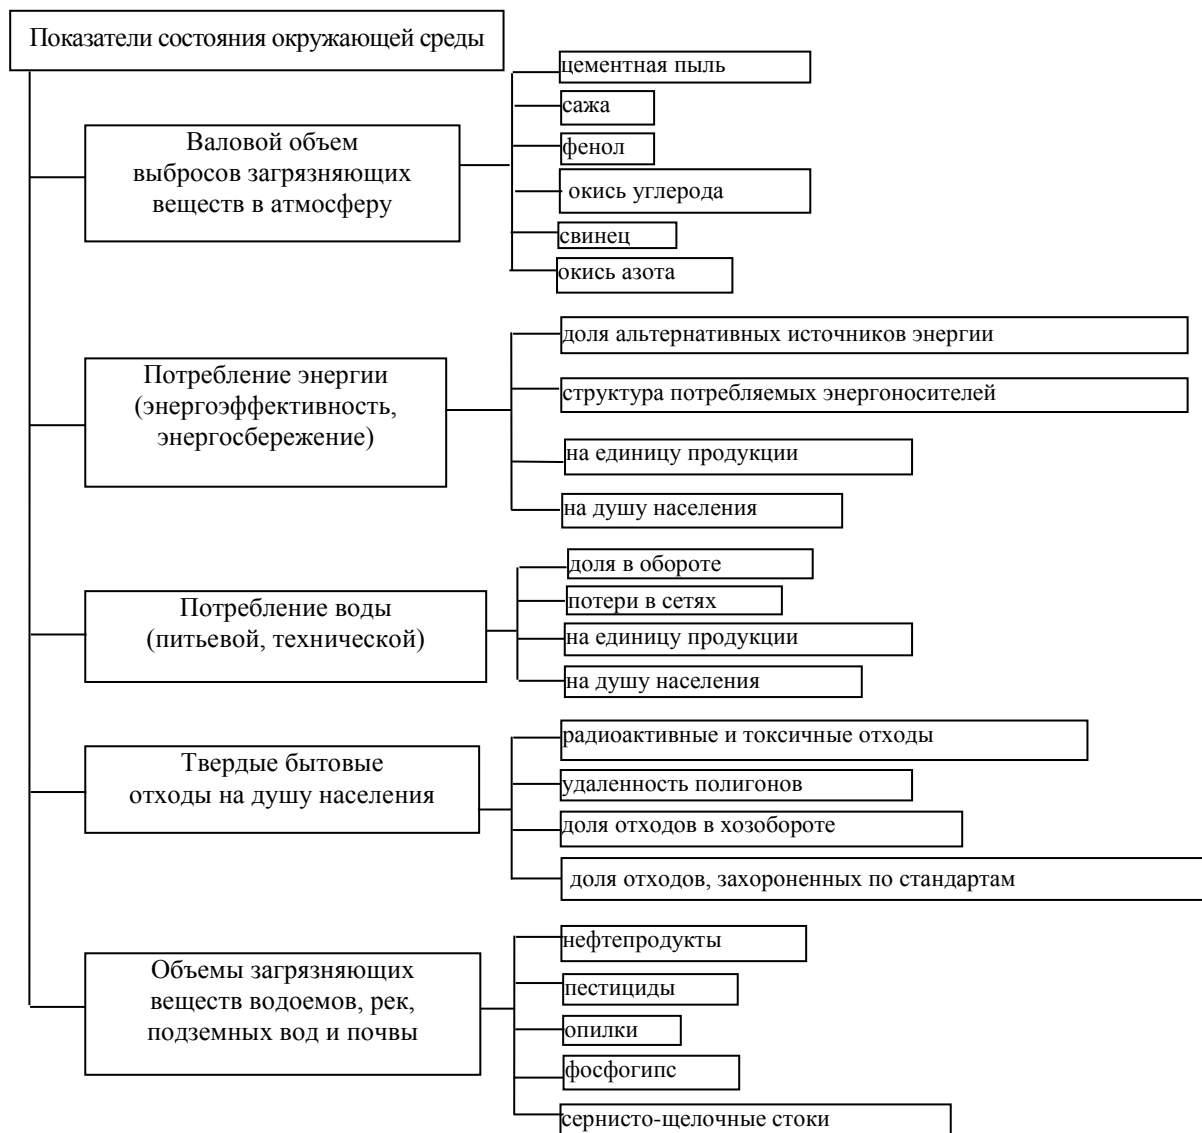 Показатели состояния окружающей среды
Валовой объем
выбросов загрязняющих
веществ в атмосферу
цементная пыль
сажа
фенол
окись углерода
свинец
окись азота
Потребление энергии
(энергоэффективность,
энергосбережение)
доля альтернативных источников энергии
структура потребляемых энергоносителей
на единицу продукции
на душу населения
Потребление воды
(питьевой, технической)
доля в обороте
потери в сетях
на единицу продукции
на душу населения
Твердые бытовые
отходы на душу населения
радиоактивные и токсичные отходы
удаленность полигонов
доля отходов в хозобороте
доля отходов, захороненных по стандартам
Объемы загрязняющих
веществ водоемов, рек,
подземных вод и почвы
нефтепродукты
пестициды
опилки
фосфогипс
сернисто-щелочные стоки